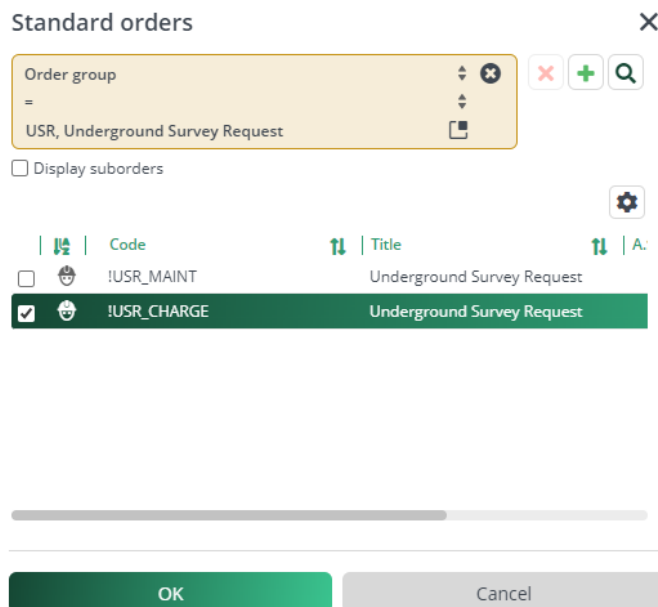 Standard orders
Order group
=
USR, Underground Survey Request
Display suborders
Code Title A.
!USR_MAINT Underground Survey Request
!USR_CHARGE Underground Survey Request
OK Cancel